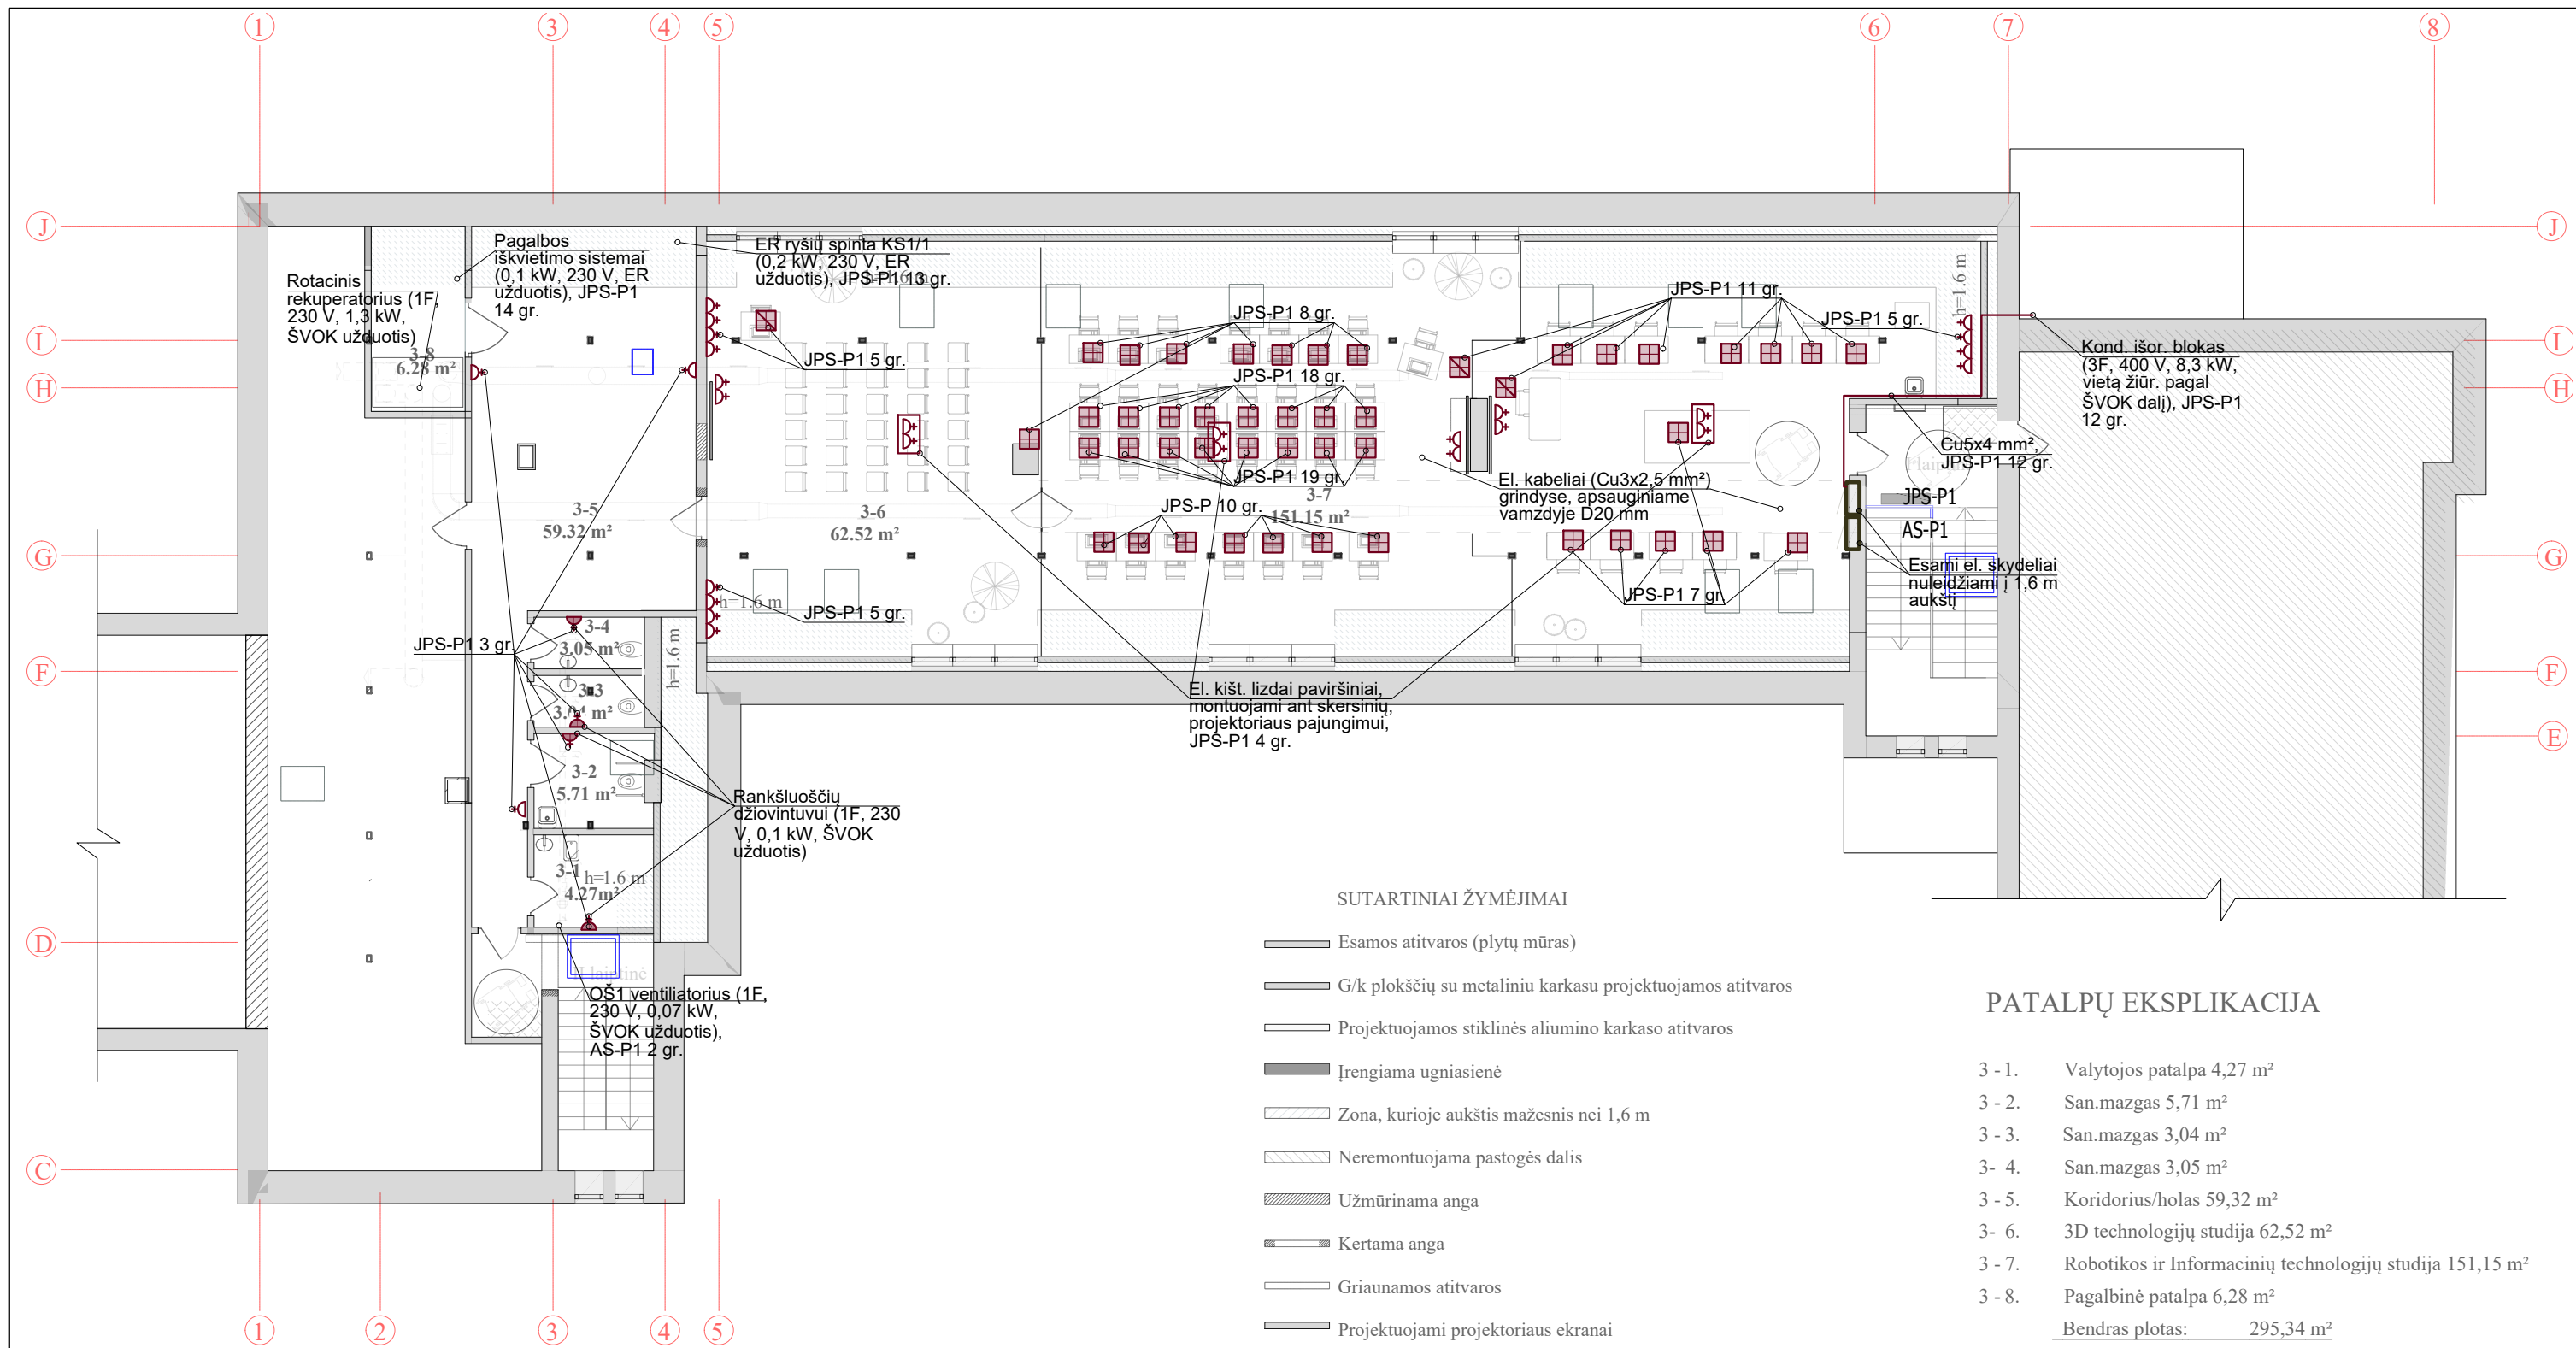 1
3
4
5
6
7
8
J
J
Pagalbos
iškvietimo sistemai
(0,1 kW, 230 V, ER
užduotis), JPS-P1
14 gr.
ER ryšių spinta KS1/1
(0,2 kW, 230 V, ER
užduotis), JPS-P1 13 gr.
h=1.6 m
Rotacinis
rekuperatorius (1F,
230 V, 1,3 kW,
ŠVOK užduotis)
3-8
6.28 m²
JPS-P1 11 gr.
h=1.6 m
JPS-P1 8 gr.
JPS-P1 5 gr.
JPS-P1 5 gr.
I
I
Kond. išor. blokas
(3F, 400 V, 8,3 kW,
vietą žiūr. pagal
ŠVOK dalį), JPS-P1
12 gr.
H
H
JPS-P1 18 gr.
Cu5x4 mm²,
JPS-P1 12 gr.
JPS-P1 19 gr.
El. kabeliai (Cu3x2,5 mm²)
grindyse, apsauginiame
vamzdyje D20 mm
3-7
151.15 m²
JPS-P 10 gr.
JPS-P1
AS-P1
3-5
59.32 m²
3-6
62.52 m²
G
G
Esami el. skydeliai
nuleidžiami į 1,6 m
aukštį
JPS-P1 7 gr.
h=1.6 m
JPS-P1 5 gr.
3-4
3.05 m²
JPS-P1 3 gr.
h=1.6 m
F
F
3-3
3.04 m²
El. kišt. lizdai paviršiniai,
montuojami ant skersinių,
projektoriaus pajungimui,
JPS-P1 4 gr.
E
3-2
5.71 m²
Rankšluosčių
džiovintuvui (1F, 230
V, 0,1 kW, ŠVOK
užduotis)
3-1
h=1.6 m
4.27m²
D
OŠ1 ventiliatorius (1F,
230 V, 0,07 kW,
ŠVOK užduotis),
AS-P1 2 gr.
C
1
2
3
4
5
SUTARTINIAI ŽYMĖJIMAI
Esamos atitvaros (plytų mūras)
G/k plokščių su metaliniu karkasu projektuojamos atitvaros
Projektuojamos stiklinės aliumino karkaso atitvaros
Įrengiama ugniasienė
Zona, kurioje aukštis mažesnis nei 1,6 m
Neremontuojama pastogės dalis
Užmūrinama anga
Kertama anga
Griaunamos atitvaros
Projektuojami projektoriaus ekranai
PATALPŲ EKSPLIKACIJA
3 - 1. Valytojos patalpa 4,27 m²
3 - 2. San.mazgas 5,71 m²
3 - 3. San.mazgas 3,04 m²
3- 4. San.mazgas 3,05 m²
3 - 5. Koridorius/holas 59,32 m²
3- 6. 3D technologijų studija 62,52 m²
3 - 7. Robotikos ir Informacinių technologijų studija 151,15 m²
3 - 8. Pagalbinė patalpa 6,28 m²
Bendras plotas: 295,34 m²